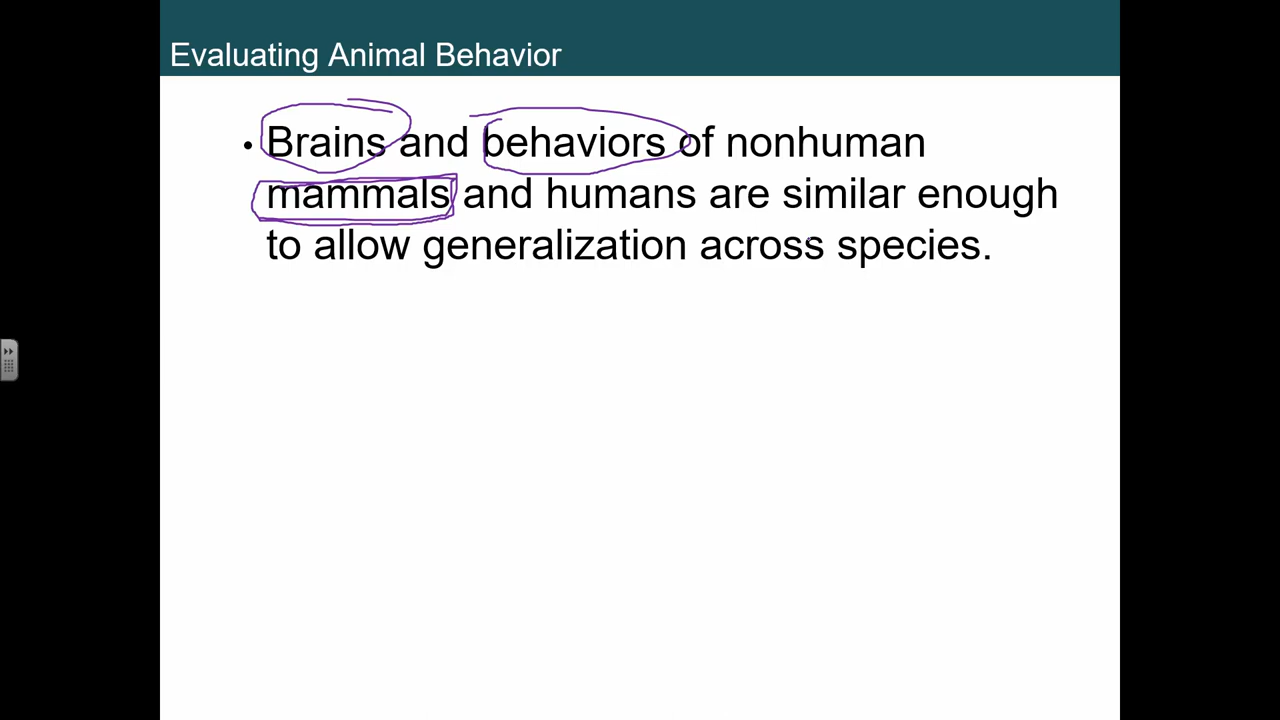 Evaluating Animal Behavior
• Brains and behaviors of nonhuman
mammals and humans are similar enough
to allow generalization across species.